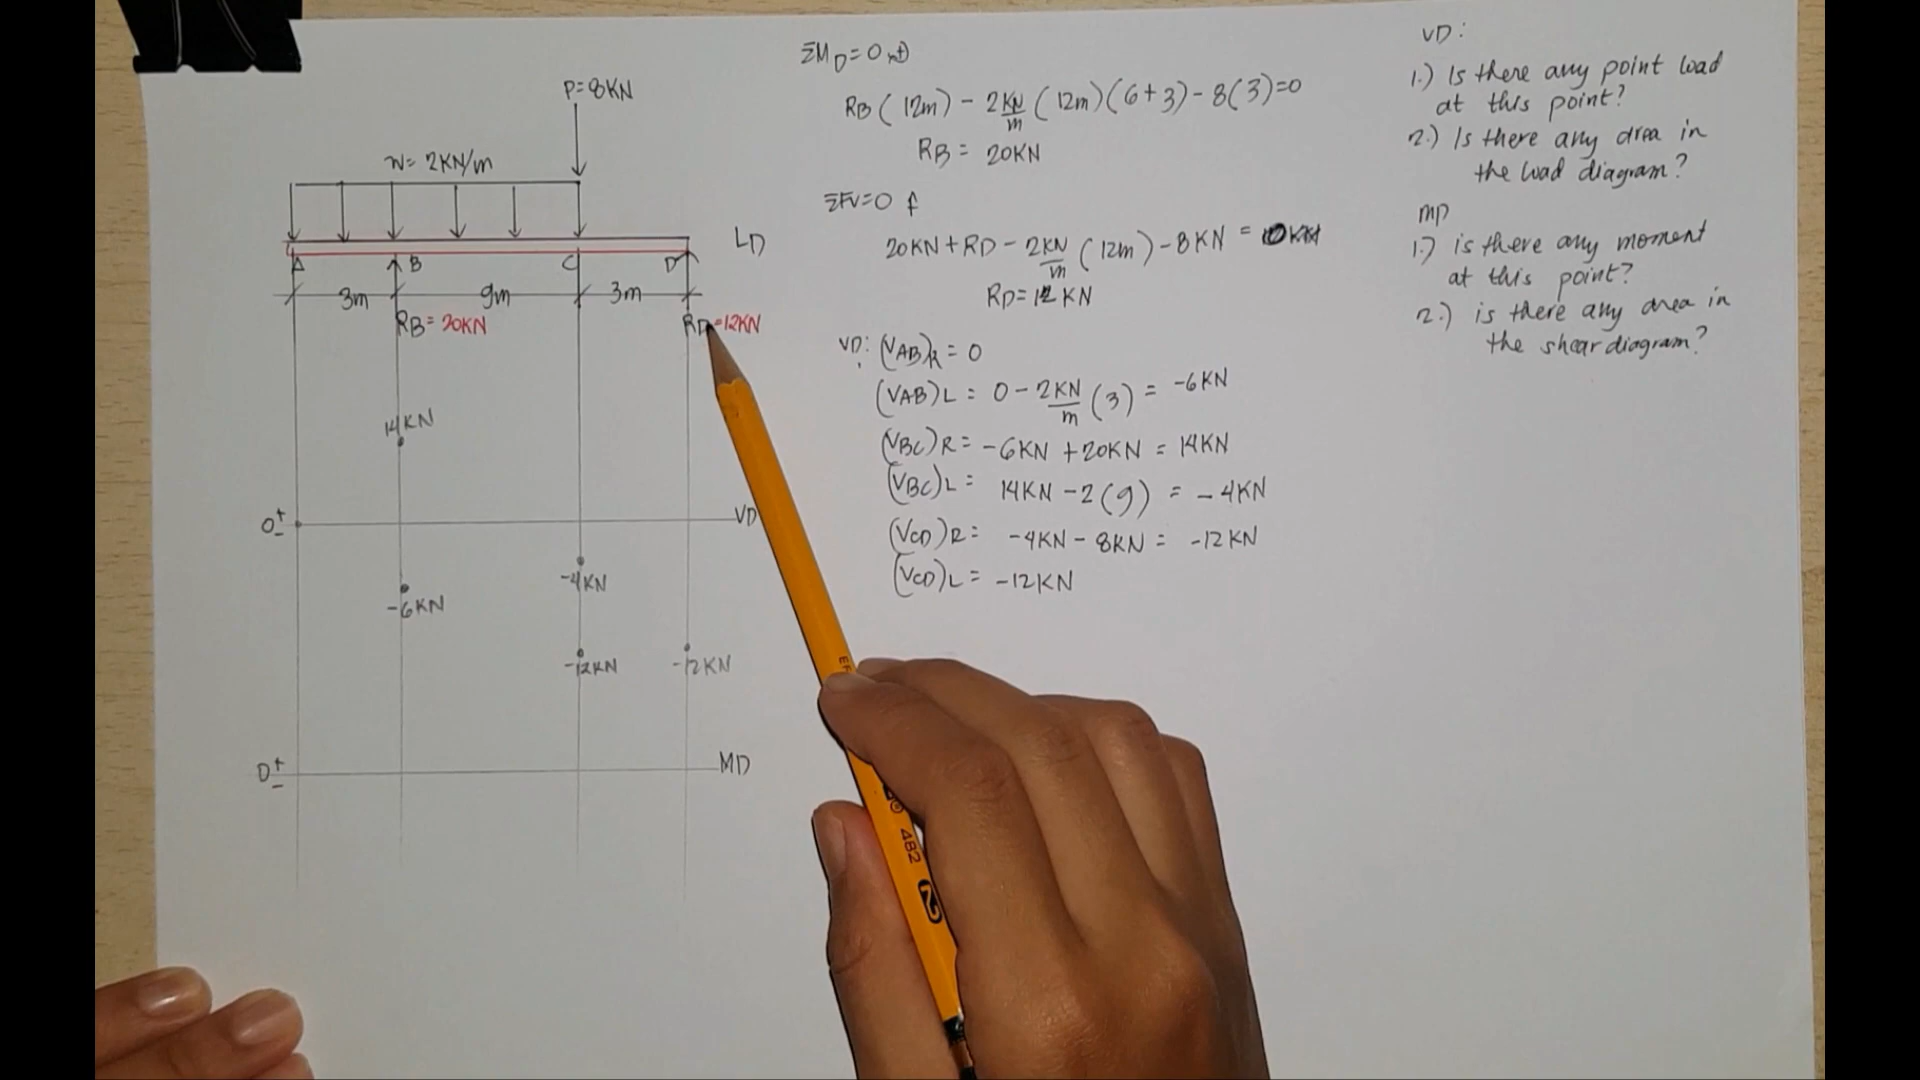 P=8KN
W= 2KN/m
LD
A
B
C
D
3m
9m
3m
RB= 20KN
RD=12KN
14KN
0±
VD
-4KN
-6KN
-12KN
-12KN
0±
MD
ΣMD=0
RB(12m) - 2KN/m (12m)(6+3) - 8(3)=0
RB = 20KN
ΣFV=0
20KN+RD - 2KN/m (12m) - 8KN =
RD=12KN
VD: (VAB)R = 0
(VAB)L = 0 - 2KN/m (3) = -6KN
(VBC)R= -6KN +20KN = 14KN
(VBC)L= 14KN -2(9) = -4KN
(VCD)R= -4KN - 8KN = -12KN
(VCD)L= -12KN
VD:
1.) Is there any point load
at this point?
2.) Is there any area in
the load diagram?
MD
1.) is there any moment
at this point?
2.) is there any area in
the shear diagram?
482